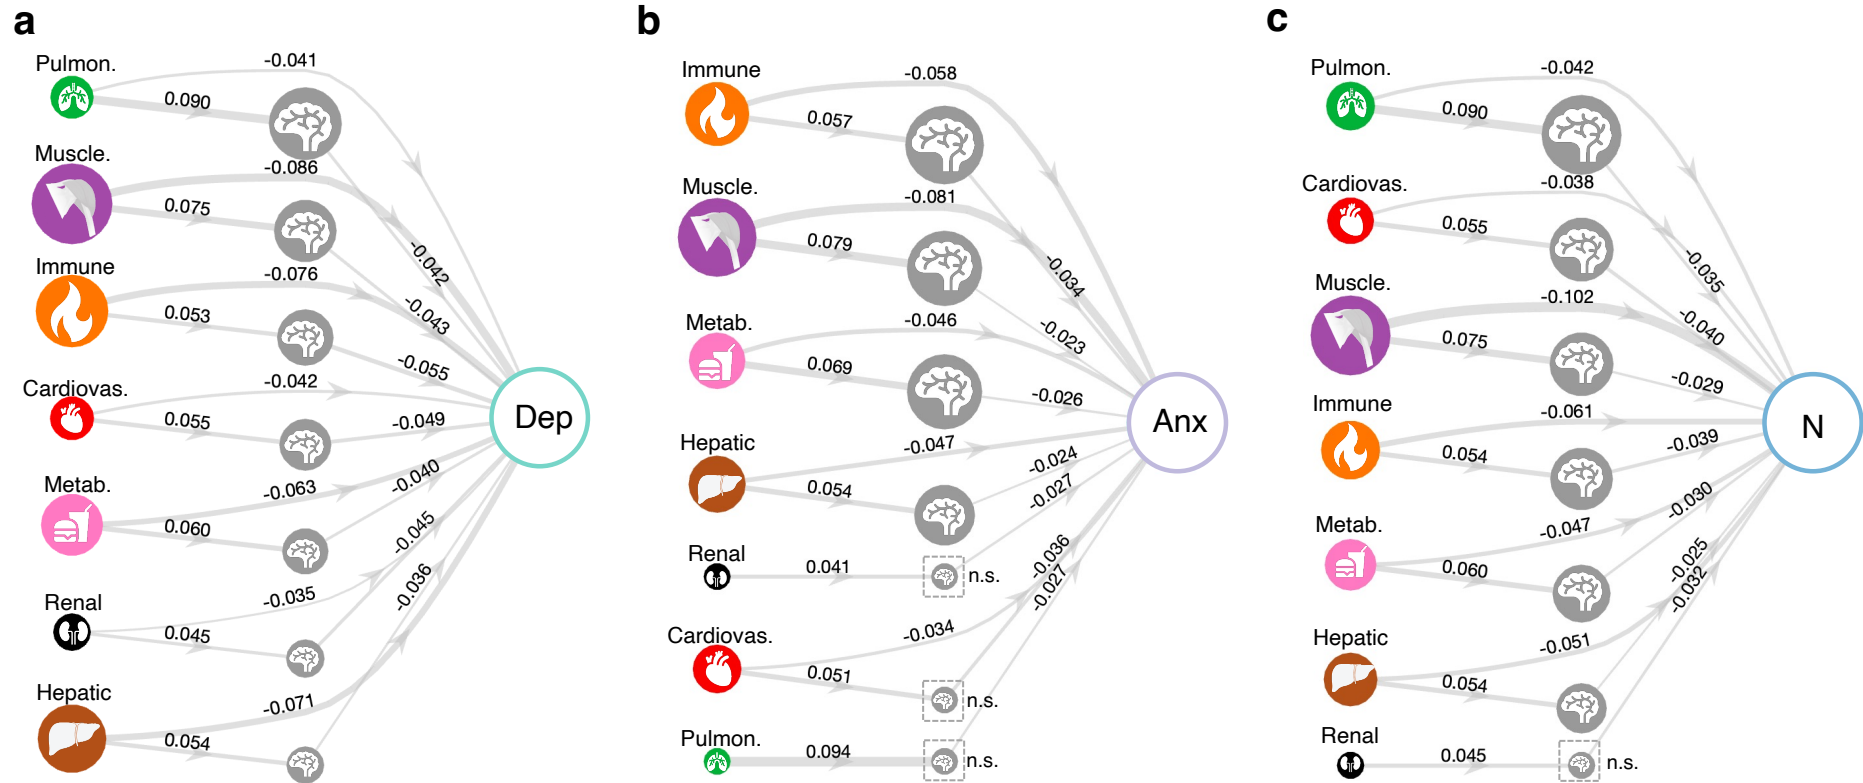 a
Pulmon.
-0.041
0.090
Muscle.
-0.086
0.075
-0.042
Immune
-0.076
0.053
-0.043
-0.055
Cardiovas.
-0.042
0.055
-0.049
Dep
Metab.
-0.063
-0.040
0.060
-0.045
Renal
-0.035
0.045
-0.036
Hepatic
-0.071
0.054
b
Immune
-0.058
0.057
Muscle.
-0.081
0.079
-0.034
Metab.
-0.046
0.069
-0.023
-0.026
Anx
Hepatic
-0.047
0.054
-0.024
-0.027
Renal
0.041
n.s.
-0.036
-0.027
Cardiovas.
-0.034
0.051
n.s.
Pulmon.
0.094
n.s.
c
Pulmon.
-0.042
0.090
Cardiovas.
-0.038
0.055
-0.035
Muscle.
-0.102
0.075
-0.040
-0.029
Immune
-0.061
0.054
-0.039
N
Metab.
-0.047
-0.030
0.060
-0.025
-0.032
Hepatic
-0.051
0.054
Renal
0.045
n.s.